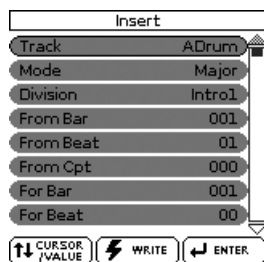 Insert
Track ADrum
Mode Major
Division Intro1
From Bar 001
From Beat 01
From Cpt 000
For Bar 001
For Beat 00
CURSOR /VALUE WRITE ENTER